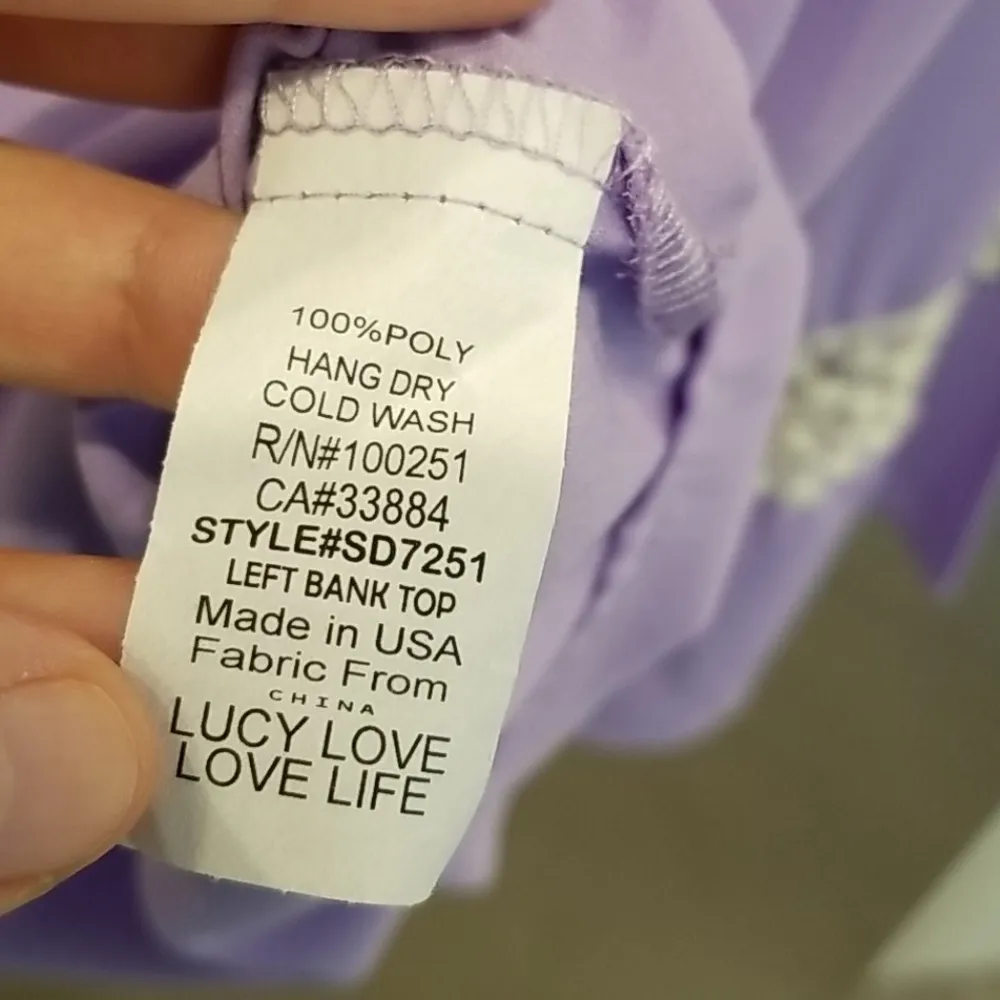 100%POLY
HANG DRY
COLD WASH
R/N#100251
CA#33884
STYLE#SD7251
LEFT BANK TOP
Made in USA
Fabric From
CHINA
LUCY LOVE
LOVE LIFE